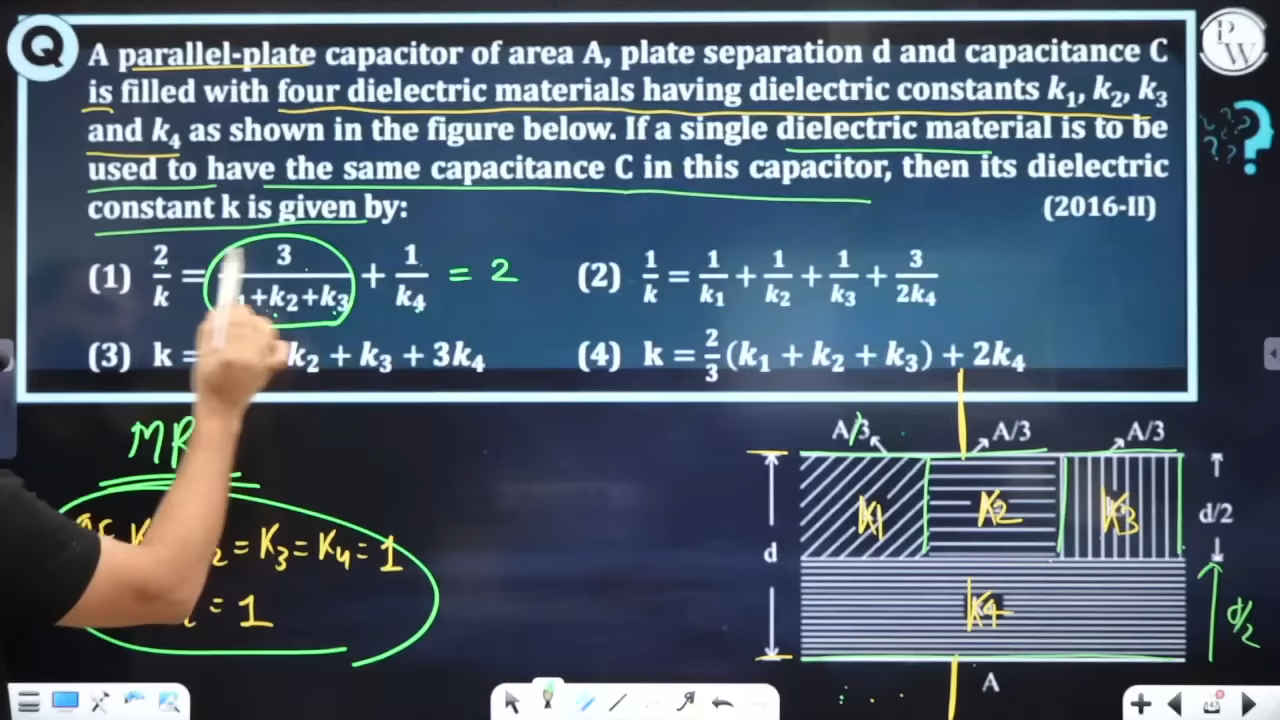 Q
A parallel-plate capacitor of area A, plate separation d and capacitance C
is filled with four dielectric materials having dielectric constants k₁, k₂, k₃
and k₄ as shown in the figure below. If a single dielectric material is to be
used to have the same capacitance C in this capacitor, then its dielectric
constant k is given by: (2016-II)
(1) 2/k = 3/ ₁+k₂+k₃ + 1/k₄ = 2
(2) 1/k = 1/k₁ + 1/k₂ + 1/k₃ + 3/2k₄
(3) k = k₂ + k₃ + 3k₄
(4) k = 2/3 (k₁ + k₂ + k₃) + 2k₄
PW
A/3 A/3 A/3
K1 K2 K3
d d/2
K4 d/2
A
= K3 = K4 = 1
= 1